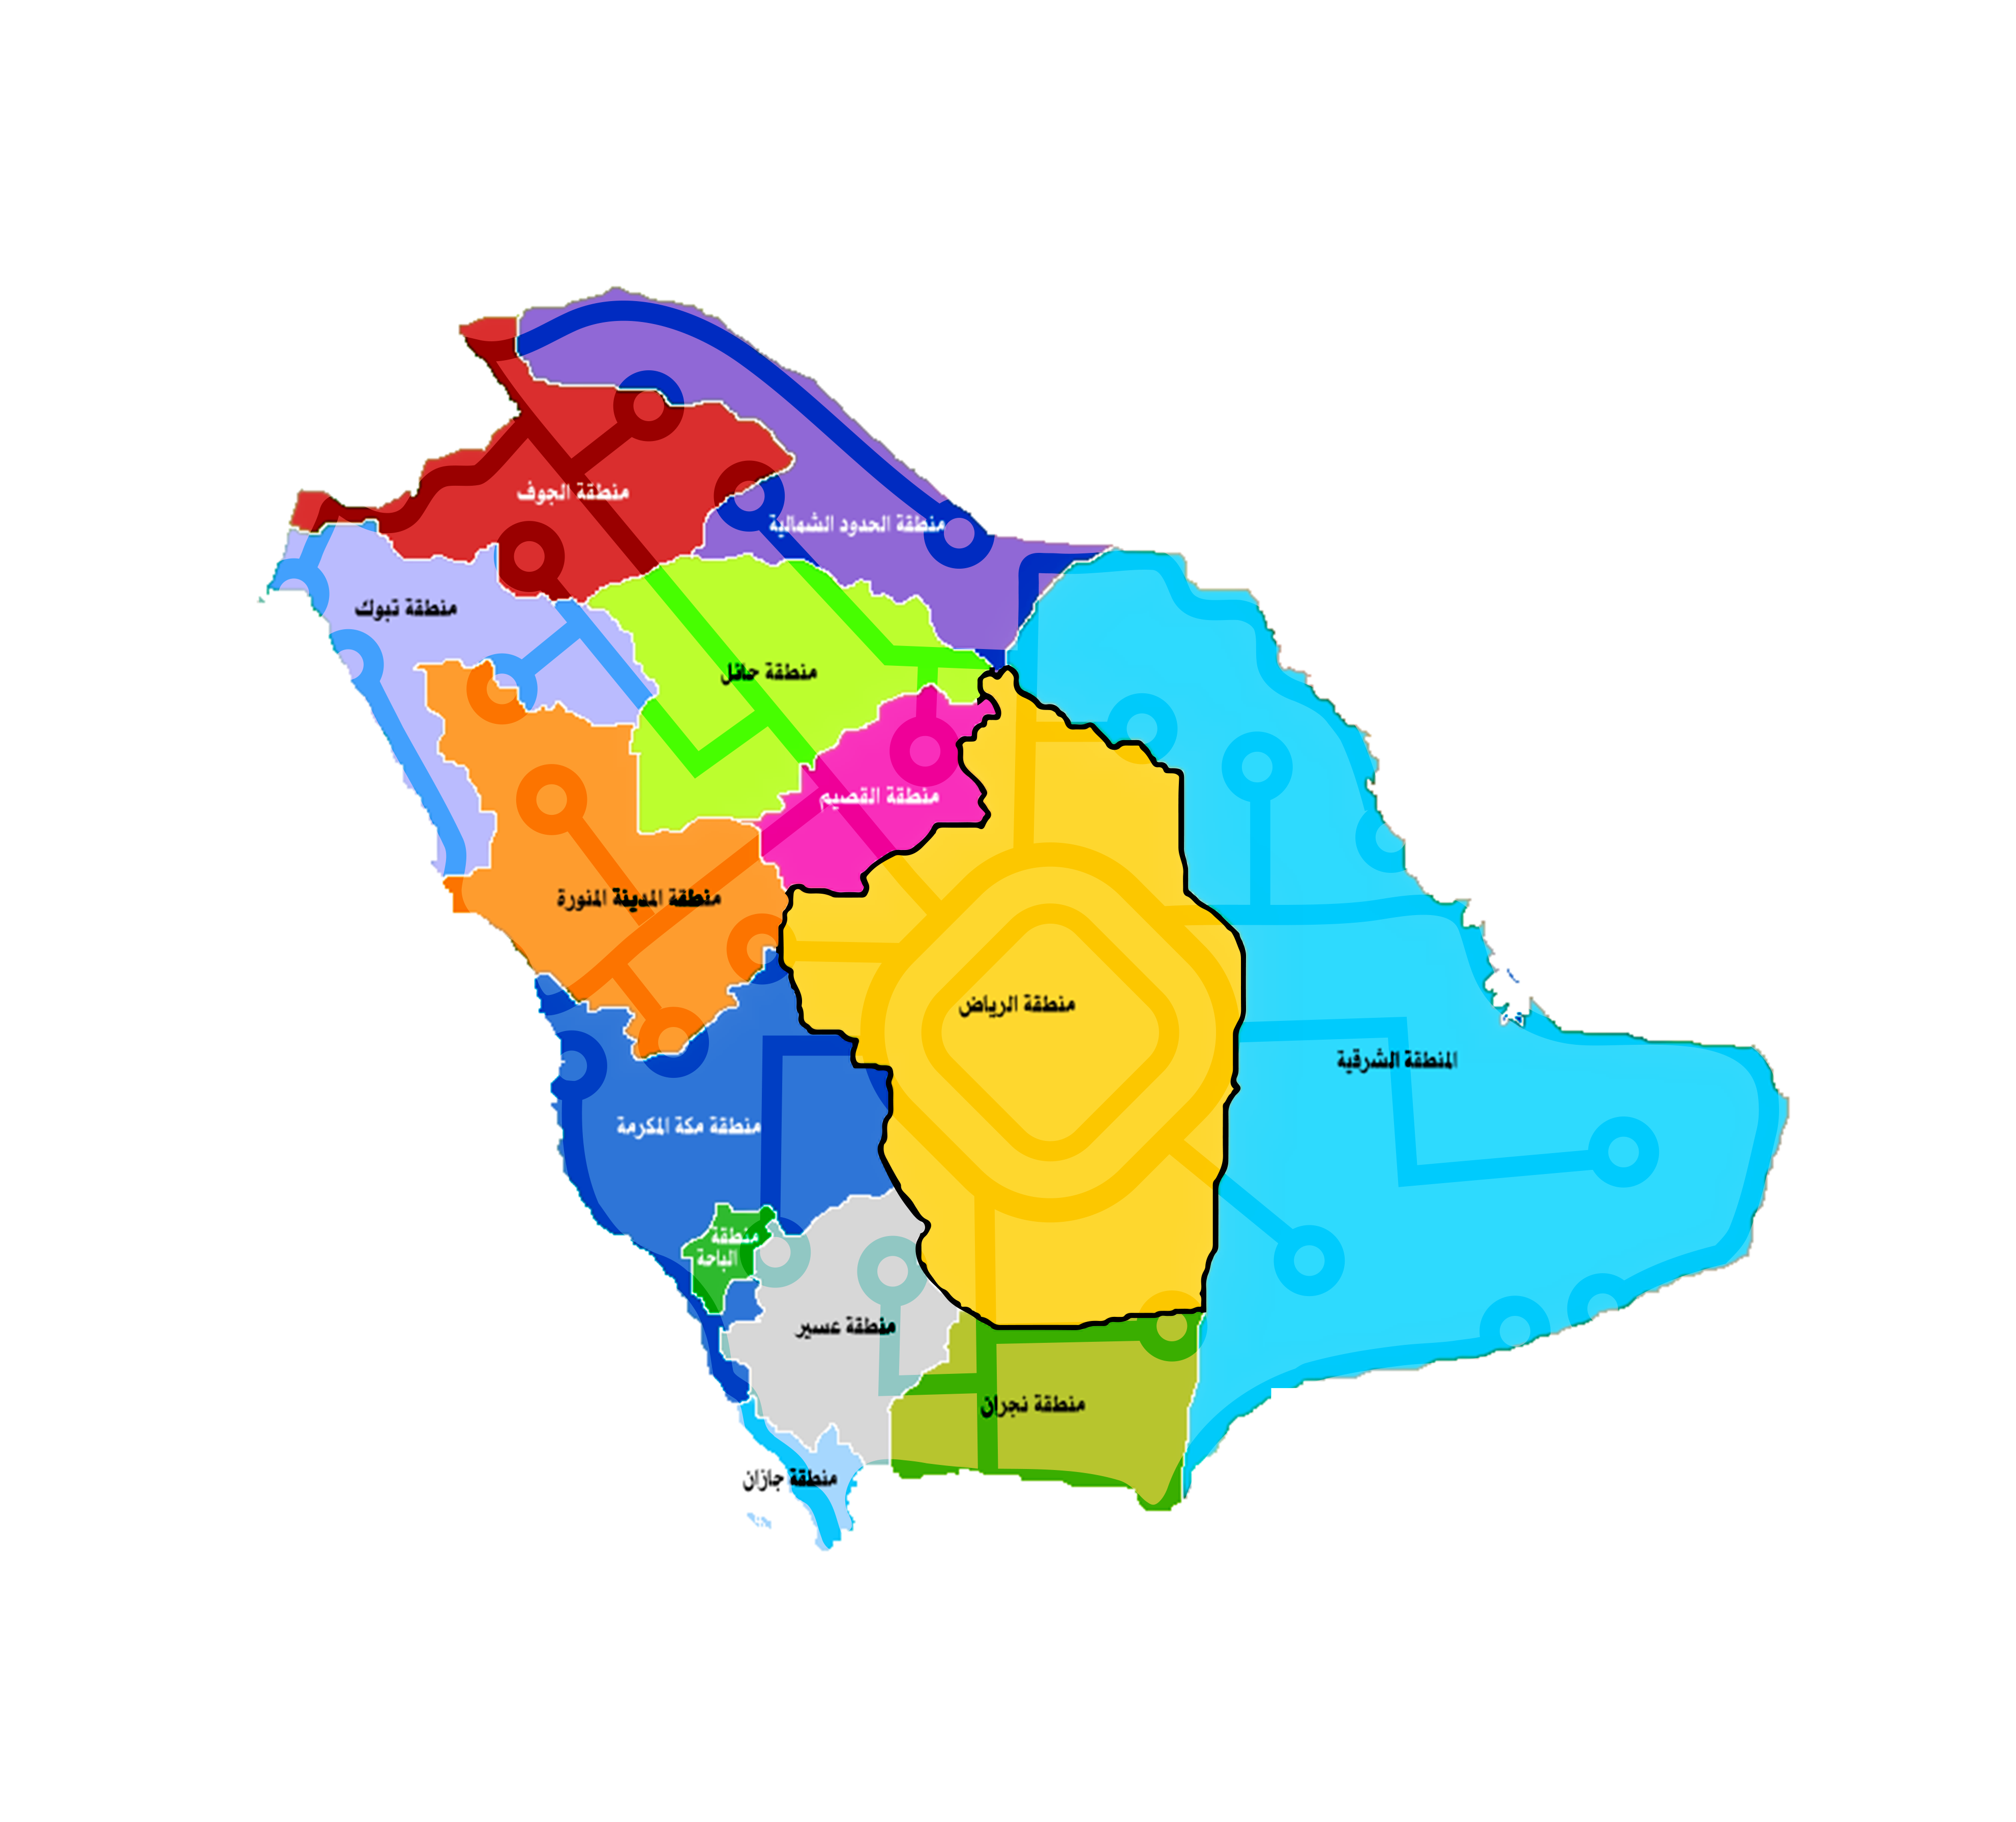 منطقة الجوف
منطقة الحدود الشمالية
منطقة تبوك
منطقة حائل
منطقة القصيم
منطقة المدينة المنورة
منطقة الرياض
المنطقة الشرقية
منطقة مكة المكرمة
منطقة
الباحة
منطقة عسير
منطقة نجران
منطقة جازان